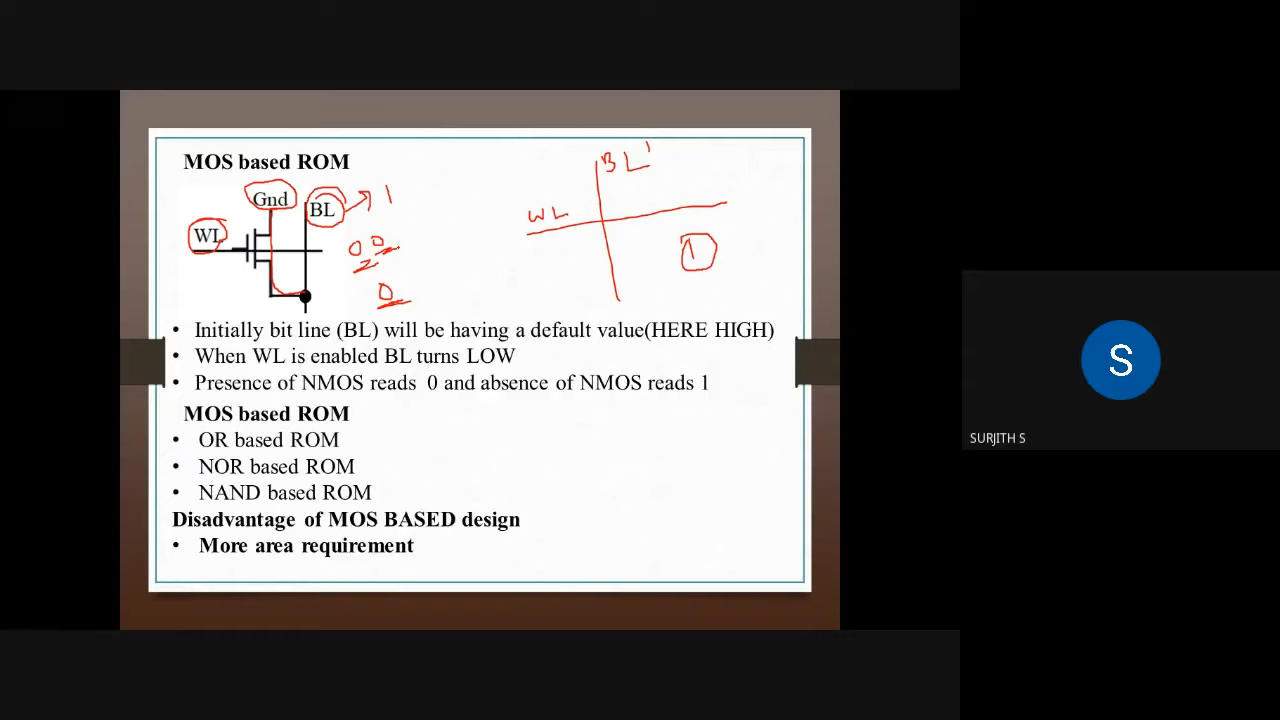 MOS based ROM
BL 1
Gnd
BL 1
WL
WL
0 0
1
0
• Initially bit line (BL) will be having a default value(HERE HIGH)
• When WL is enabled BL turns LOW
• Presence of NMOS reads 0 and absence of NMOS reads 1
MOS based ROM
• OR based ROM
• NOR based ROM
• NAND based ROM
Disadvantage of MOS BASED design
• More area requirement
S
SURJITH S